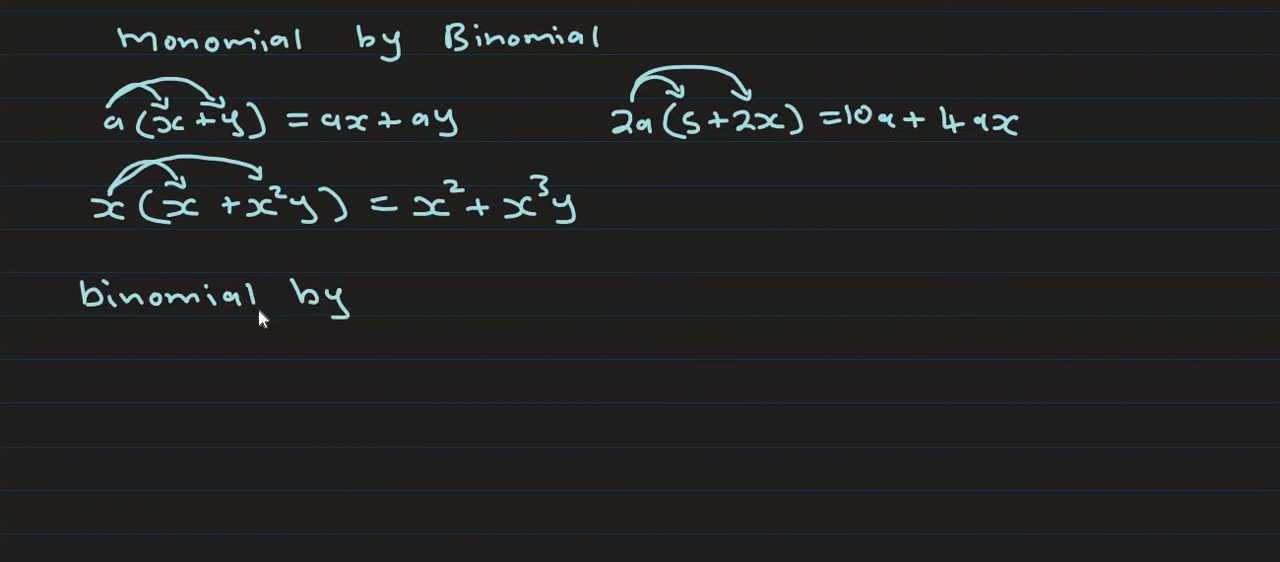 Monomial by Binomial
a(x+y) = ax + ay
2a(5+2x) = 10a + 4ax
x(x + x²y) = x² + x³y
binomial by